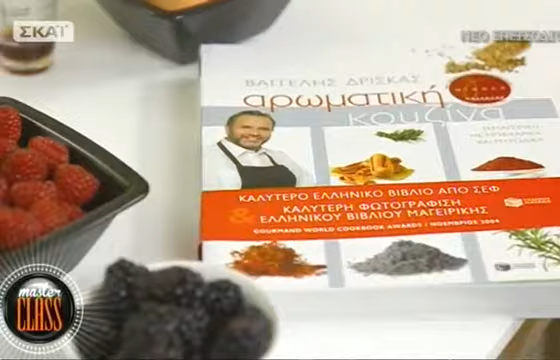 ΣΚΑΪ
ΝΕΟ ΕΠΕΙΣΟΔΙΟ
ΒΑΓΓΕΛΗΣ ΔΡΙΣΚΑΣ
αρωματική
κουζίνα
ΚΑΛΥΤΕΡΟ ΕΛΛΗΝΙΚΟ ΒΙΒΛΙΟ ΑΠΟ ΣΕΦ
& ΚΑΛΥΤΕΡΗ ΦΩΤΟΓΡΑΦΙΣΗ
ΕΛΛΗΝΙΚΟΥ ΒΙΒΛΙΟΥ ΜΑΓΕΙΡΙΚΗΣ
GOURMAND WORLD COOKBOOK AWARDS / ΝΟΕΜΒΡΙΟΣ 2004
master
CLASS